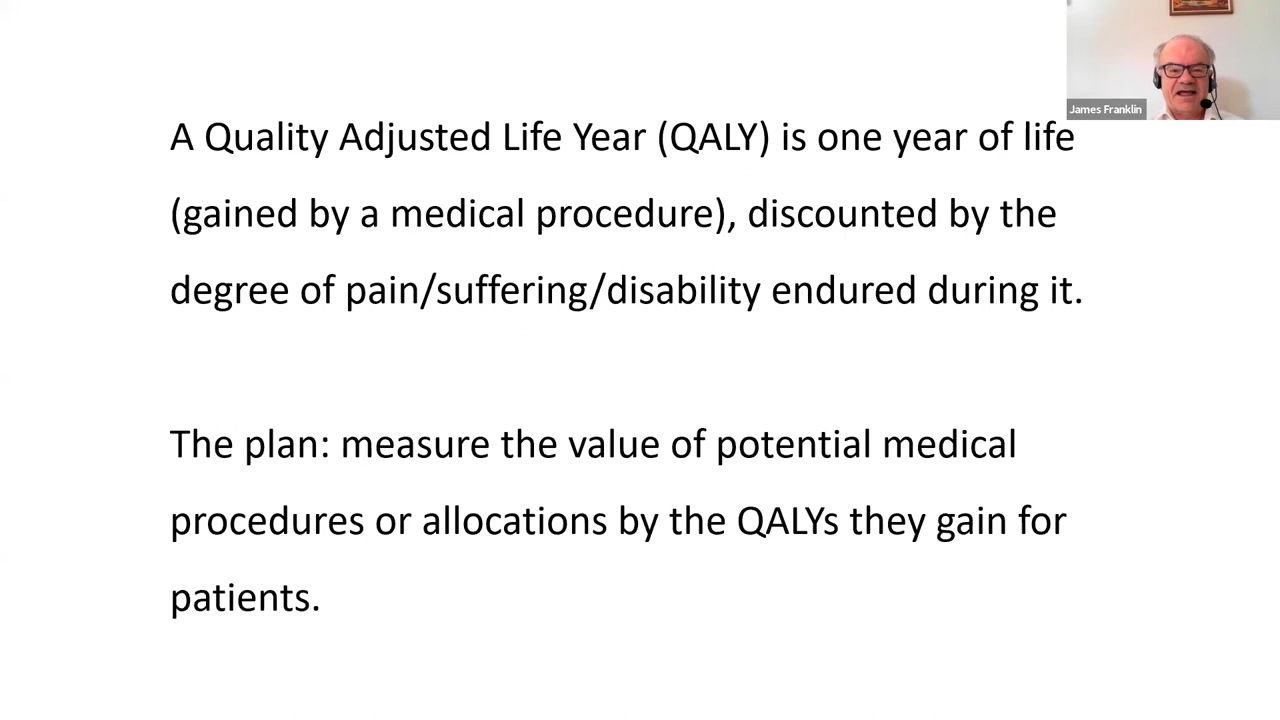 James Franklin
A Quality Adjusted Life Year (QALY) is one year of life
(gained by a medical procedure), discounted by the
degree of pain/suffering/disability endured during it.
The plan: measure the value of potential medical
procedures or allocations by the QALYs they gain for
patients.